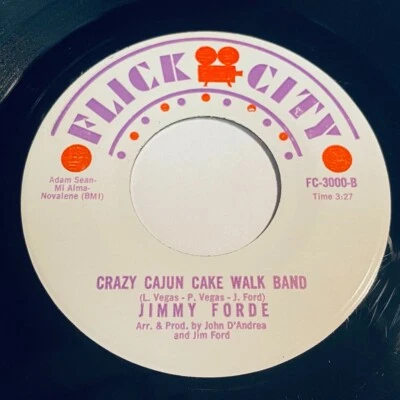 FLICK CITY
Adam Sean-
Mi Alma-
Novalene (BMI)
FC-3000-B
Time 3:27
CRAZY CAJUN CAKE WALK BAND
(L. Vegas - P. Vegas - J. Ford)
JIMMY FORDE
Arr. & Prod. by John D'Andrea
and Jim Ford